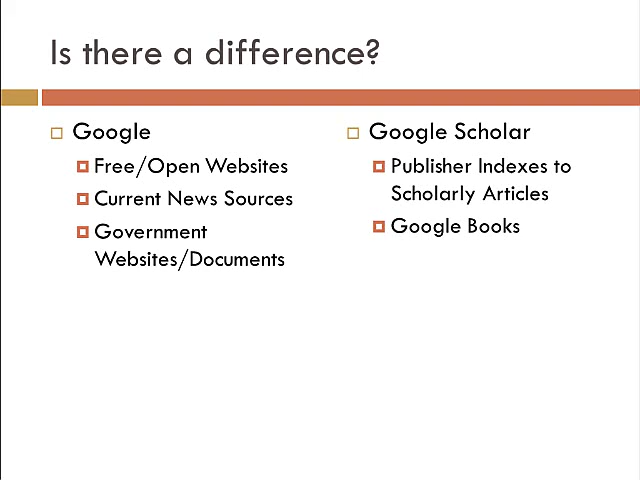 Is there a difference?
Google
Free/Open Websites
Current News Sources
Government
Websites/Documents
Google Scholar
Publisher Indexes to
Scholarly Articles
Google Books